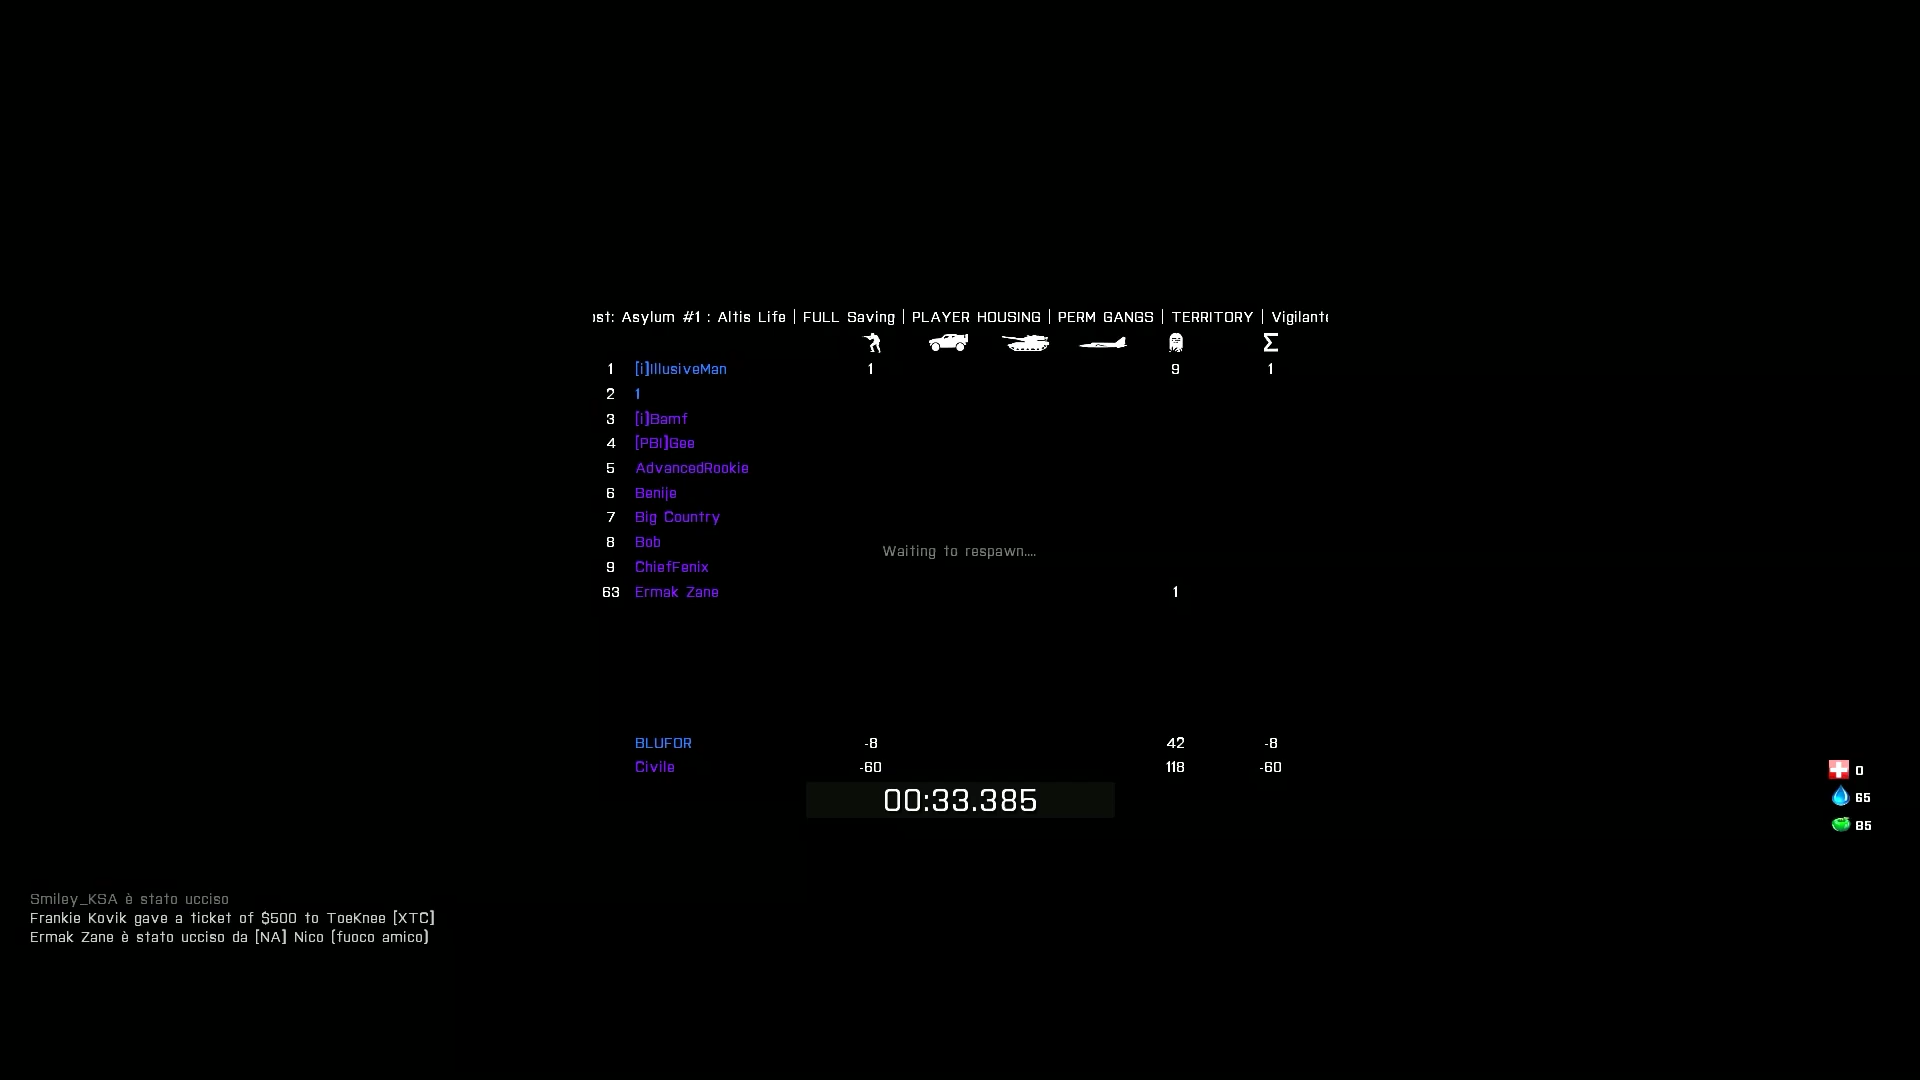 ost: Asylum #1 : Altis Life | FULL Saving | PLAYER HOUSING | PERM GANGS | TERRITORY | Vigilante
Σ
1 [i]IllusiveMan 1 9 1
2 1
3 [i]Bamf
4 [PBI]Gee
5 AdvancedRookie
6 Benije
7 Big Country
8 Bob
Waiting to respawn....
9 ChiefFenix
63 Ermak Zane 1
BLUFOR -8 42 -8
Civile -60 118 -60
00:33.385
0
65
85
Smiley_KSA è stato ucciso
Frankie Kovik gave a ticket of $500 to ToeKnee [XTC]
Ermak Zane è stato ucciso da [NA] Nico (fuoco amico)